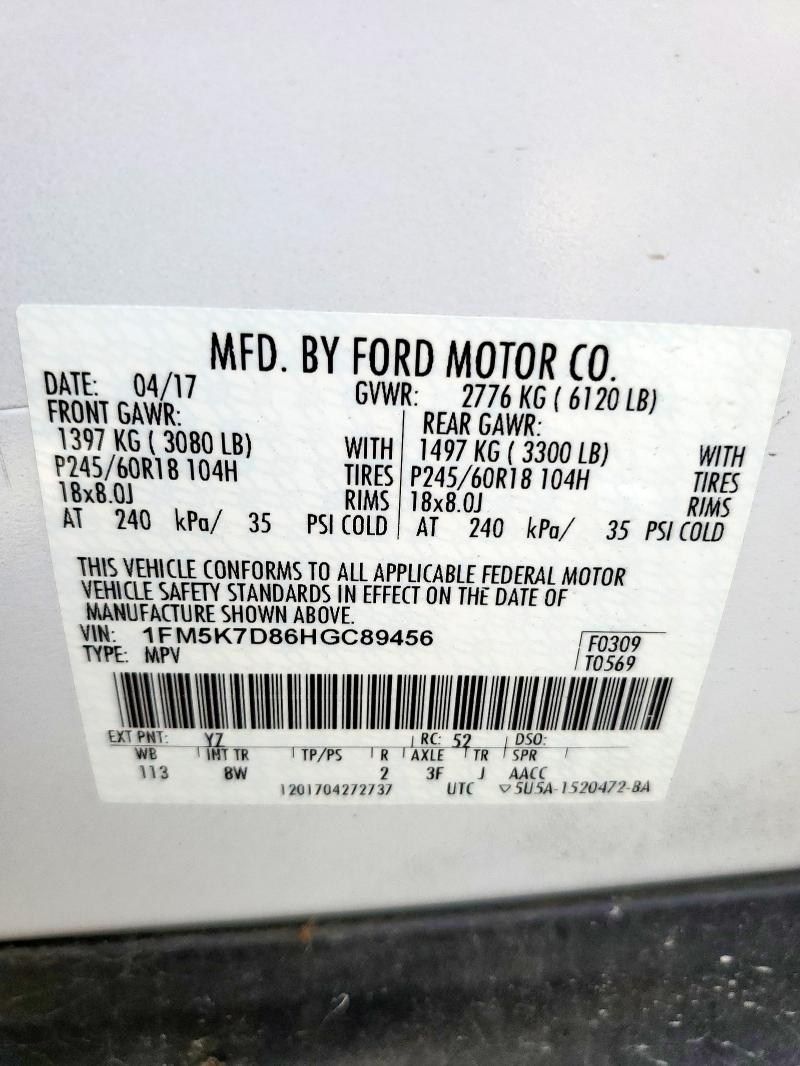 MFD. BY FORD MOTOR CO.
DATE: 04/17 GVWR: 2776 KG ( 6120 LB)
FRONT GAWR: REAR GAWR:
1397 KG ( 3080 LB) WITH 1497 KG ( 3300 LB) WITH
P245/60R18 104H TIRES P245/60R18 104H TIRES
18x8.0J RIMS 18x8.0J RIMS
AT 240 kPa/ 35 PSI COLD AT 240 kPa/ 35 PSI COLD
THIS VEHICLE CONFORMS TO ALL APPLICABLE FEDERAL MOTOR
VEHICLE SAFETY STANDARDS IN EFFECT ON THE DATE OF
MANUFACTURE SHOWN ABOVE.
VIN: 1FM5K7D86HGC89456 F0309
TYPE: MPV T0569
EXT PNT: YZ RC: 52 DSO:
WB INT TR TP/PS R AXLE TR SPR
113 8W 2 3F J AACC
1201704272737 UTC ▽5U5A-1520472-BA